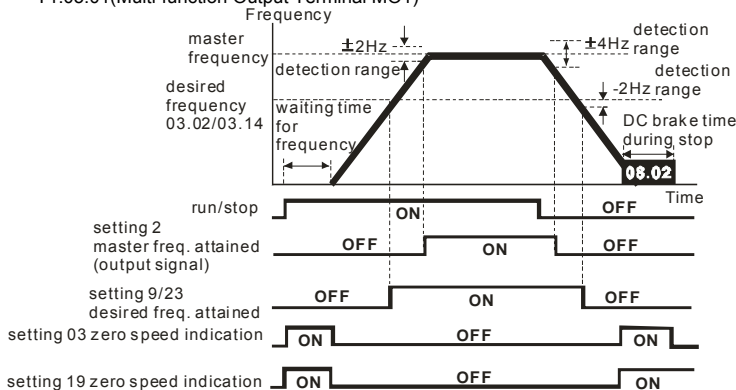 Frequency
master
frequency
±2Hz
detection range
±4Hz
detection
range
detection
-2Hz range
desired
frequency
03.02/03.14
waiting time
for
frequency
DC brake time
during stop
08.02
Time
run/stop
ON
OFF
setting 2
master freq. attained
(output signal)
OFF
ON
OFF
setting 9/23
desired freq. attained
OFF
ON
OFF
setting 03 zero speed indication
ON
OFF
ON
setting 19 zero speed indication
ON
OFF
ON